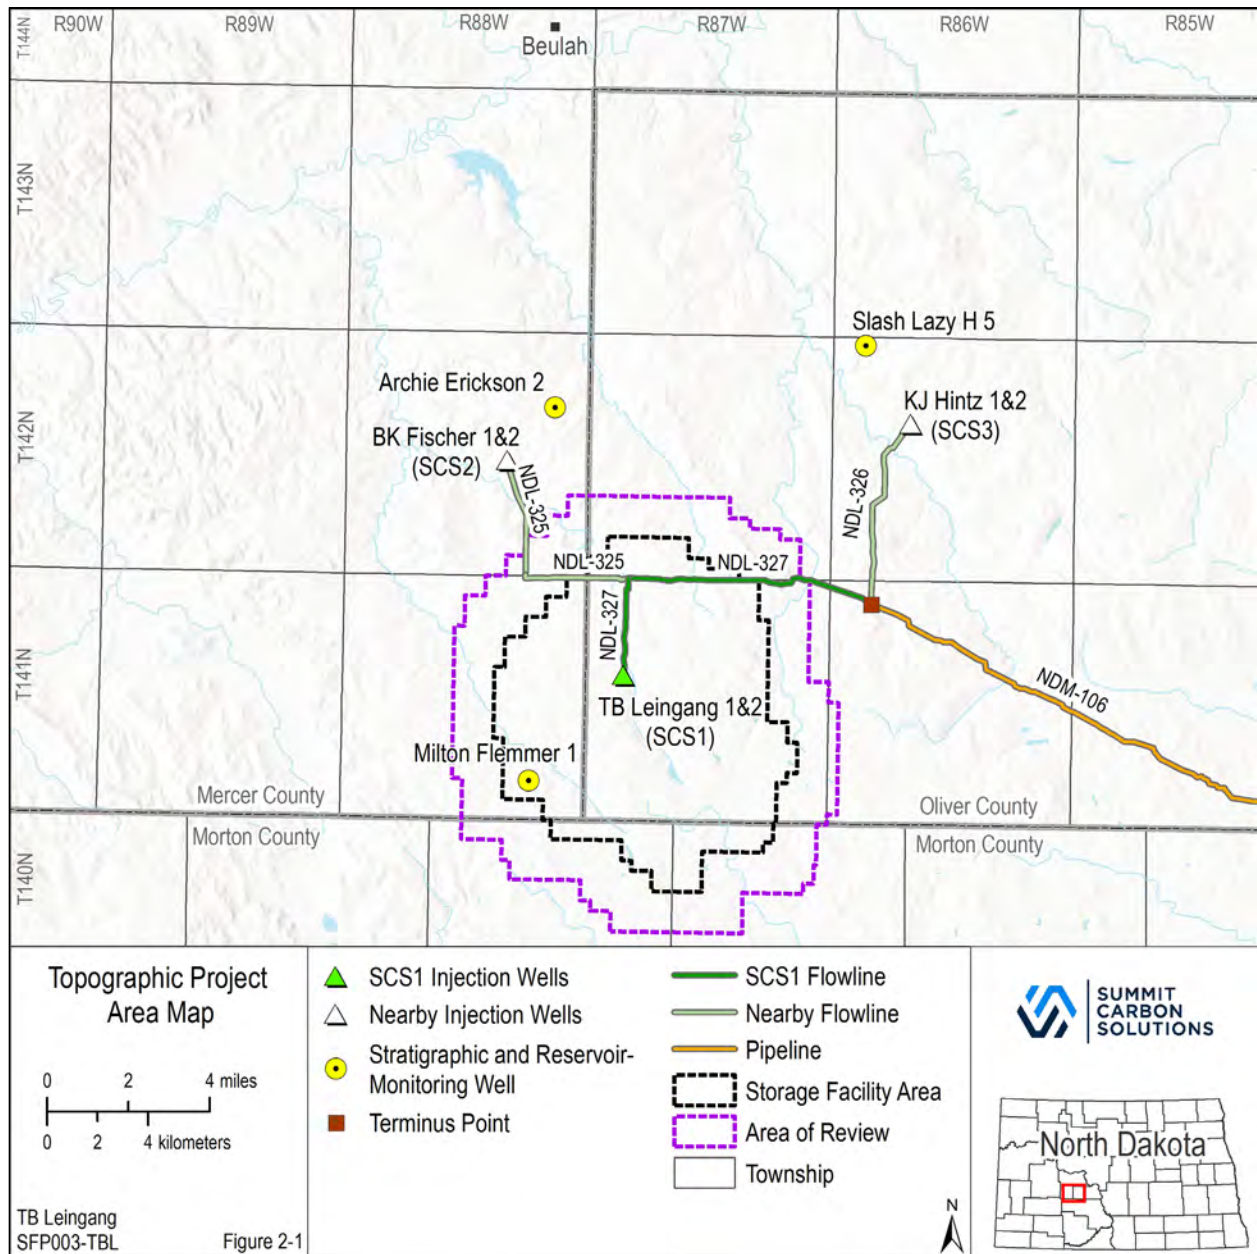 R90W
R89W
R88W
R87W
R86W
R85W
T144N
Beulah
T143N
Slash Lazy H 5
Archie Erickson 2
KJ Hintz 1&2
(SCS3)
BK Fischer 1&2
(SCS2)
T142N
NDL-325
NDL-326
NDL-325
NDL-327
NDL-327
T141N
TB Leingang 1&2
(SCS1)
NDM-106
Milton Flemmer 1
Mercer County
Oliver County
Morton County
Morton County
T140N
Topographic Project
Area Map
0 2 4 miles
0 2 4 kilometers
TB Leingang
SFP003-TBL
Figure 2-1
SCS1 Injection Wells
Nearby Injection Wells
Stratigraphic and Reservoir-
Monitoring Well
Terminus Point
SCS1 Flowline
Nearby Flowline
Pipeline
Storage Facility Area
Area of Review
Township
N
SUMMIT
CARBON
SOLUTIONS
North Dakota